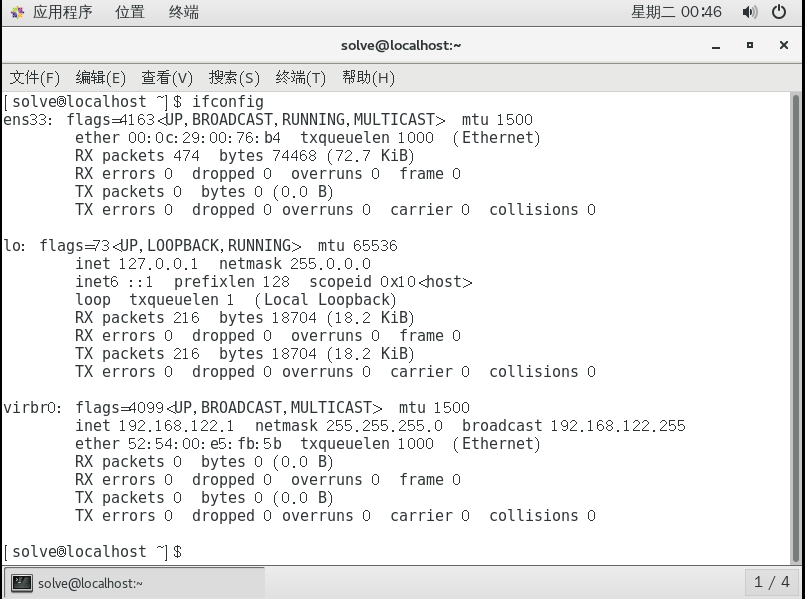 应用程序 位置 终端 星期二 00:46
solve@localhost:~
文件(F) 编辑(E) 查看(V) 搜索(S) 终端(T) 帮助(H)
[solve@localhost ~]$ ifconfig
ens33: flags=4163<UP,BROADCAST,RUNNING,MULTICAST>  mtu 1500
        ether 00:0c:29:00:76:b4  txqueuelen 1000  (Ethernet)
        RX packets 474  bytes 74468 (72.7 KiB)
        RX errors 0  dropped 0  overruns 0  frame 0
        TX packets 0  bytes 0 (0.0 B)
        TX errors 0  dropped 0 overruns 0  carrier 0  collisions 0

lo: flags=73<UP,LOOPBACK,RUNNING>  mtu 65536
        inet 127.0.0.1  netmask 255.0.0.0
        inet6 ::1  prefixlen 128  scopeid 0x10<host>
        loop  txqueuelen 1  (Local Loopback)
        RX packets 216  bytes 18704 (18.2 KiB)
        RX errors 0  dropped 0  overruns 0  frame 0
        TX packets 216  bytes 18704 (18.2 KiB)
        TX errors 0  dropped 0 overruns 0  carrier 0  collisions 0

virbr0: flags=4099<UP,BROADCAST,MULTICAST>  mtu 1500
        inet 192.168.122.1  netmask 255.255.255.0  broadcast 192.168.122.255
        ether 52:54:00:e5:fb:5b  txqueuelen 1000  (Ethernet)
        RX packets 0  bytes 0 (0.0 B)
        RX errors 0  dropped 0  overruns 0  frame 0
        TX packets 0  bytes 0 (0.0 B)
        TX errors 0  dropped 0 overruns 0  carrier 0  collisions 0

[solve@localhost ~]$
solve@localhost:~ 1 / 4